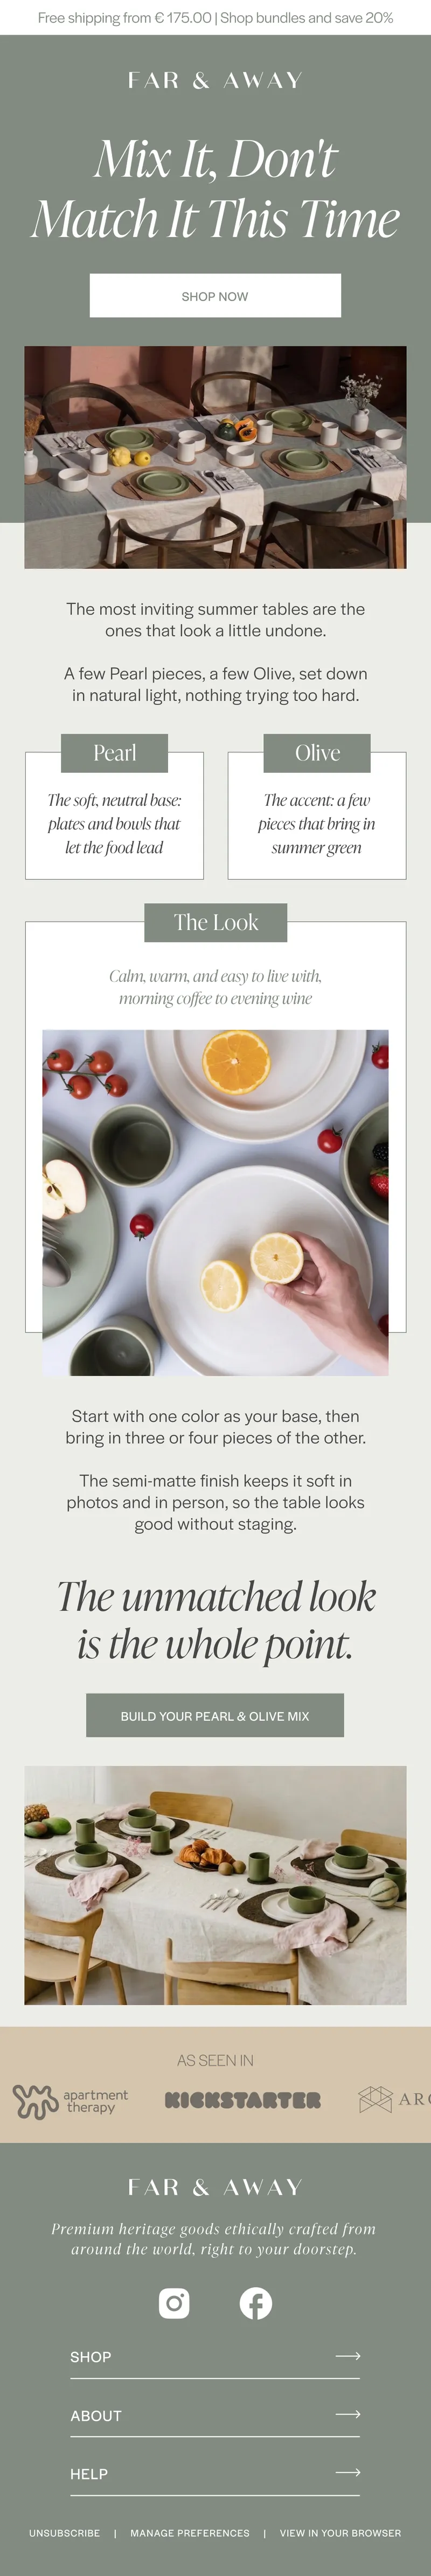 Free shipping from € 175.00 | Shop bundles and save 20%
FAR & AWAY
Mix It, Don't
Match It This Time
SHOP NOW
The most inviting summer tables are the
ones that look a little undone.
A few Pearl pieces, a few Olive, set down
in natural light, nothing trying too hard.
Pearl
The soft, neutral base:
plates and bowls that
let the food lead
Olive
The accent: a few
pieces that bring in
summer green
The Look
Calm, warm, and easy to live with,
morning coffee to evening wine
Start with one color as your base, then
bring in three or four pieces of the other.
The semi-matte finish keeps it soft in
photos and in person, so the table looks
good without staging.
The unmatched look
is the whole point.
BUILD YOUR PEARL & OLIVE MIX
AS SEEN IN
apartment
therapy
KICKSTARTER
FAR & AWAY
Premium heritage goods ethically crafted from
around the world, right to your doorstep.
SHOP
ABOUT
HELP
UNSUBSCRIBE | MANAGE PREFERENCES | VIEW IN YOUR BROWSER